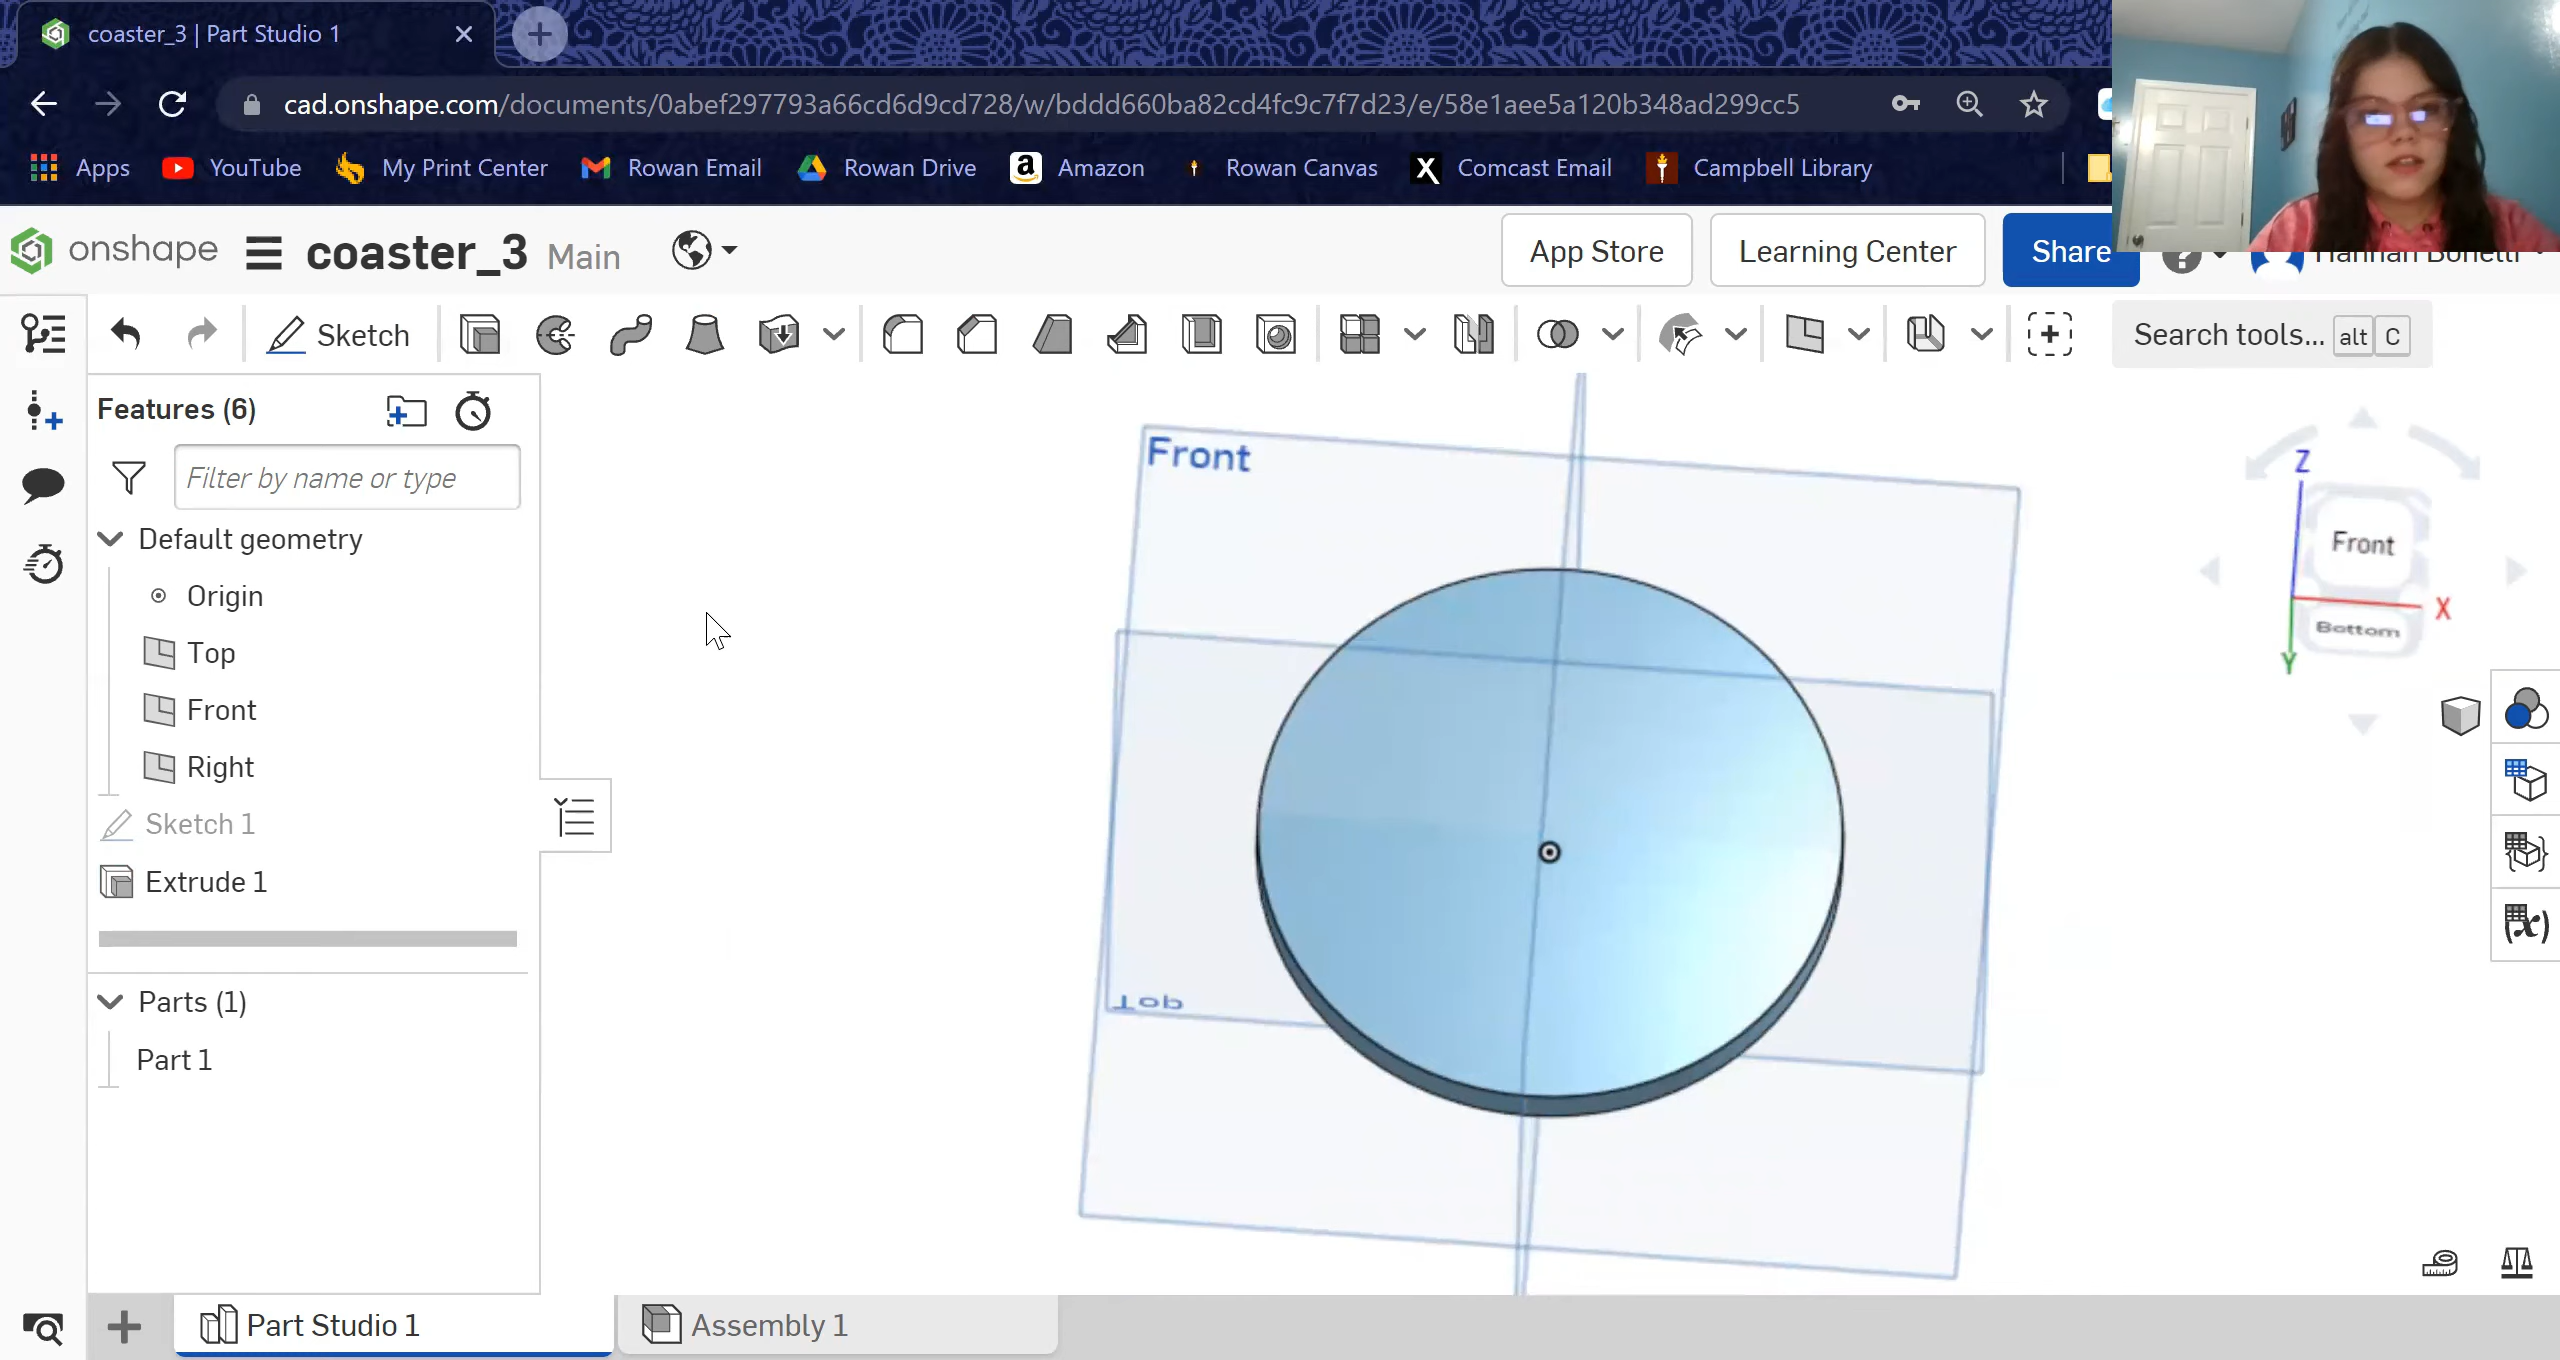 coaster_3 | Part Studio 1
cad.onshape.com/documents/0abef297793a66cd6d9cd728/w/bddd660ba82cd4fc9c7f7d23/e/58e1aee5a120b348ad299cc5
Apps YouTube My Print Center Rowan Email Rowan Drive Amazon Rowan Canvas Comcast Email Campbell Library
onshape coaster_3 Main App Store Learning Center Share Hannah Bonetti
Sketch Search tools... alt C
Features (6)
Filter by name or type
Default geometry
Origin
Top
Front
Right
Sketch 1
Extrude 1
Parts (1)
Part 1
Front
Top
Z
Front
X
Bottom
Y
(x)
Part Studio 1 Assembly 1